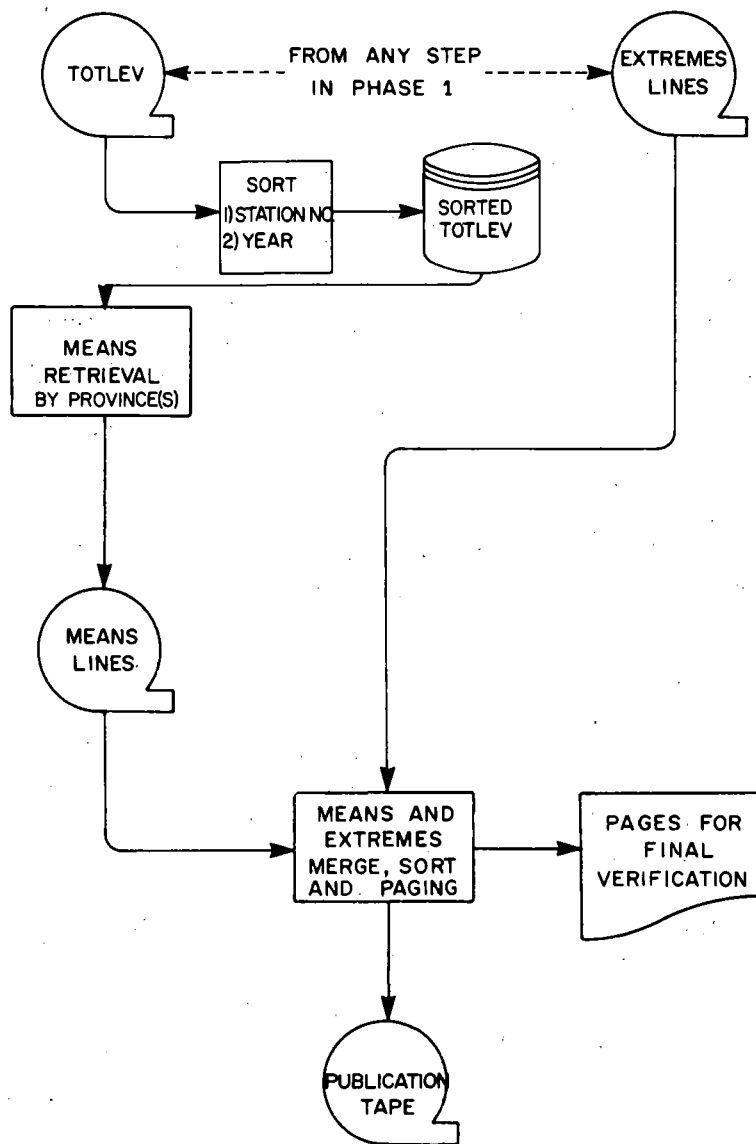 TOTLEV
FROM ANY STEP
IN PHASE 1
EXTREMES
LINES
SORT
1) STATION NO
2) YEAR
SORTED
TOTLEV
MEANS
RETRIEVAL
BY PROVINCE(S)
MEANS
LINES
MEANS AND
EXTREMES
MERGE, SORT
AND PAGING
PAGES FOR
FINAL
VERIFICATION
PUBLICATION
TAPE